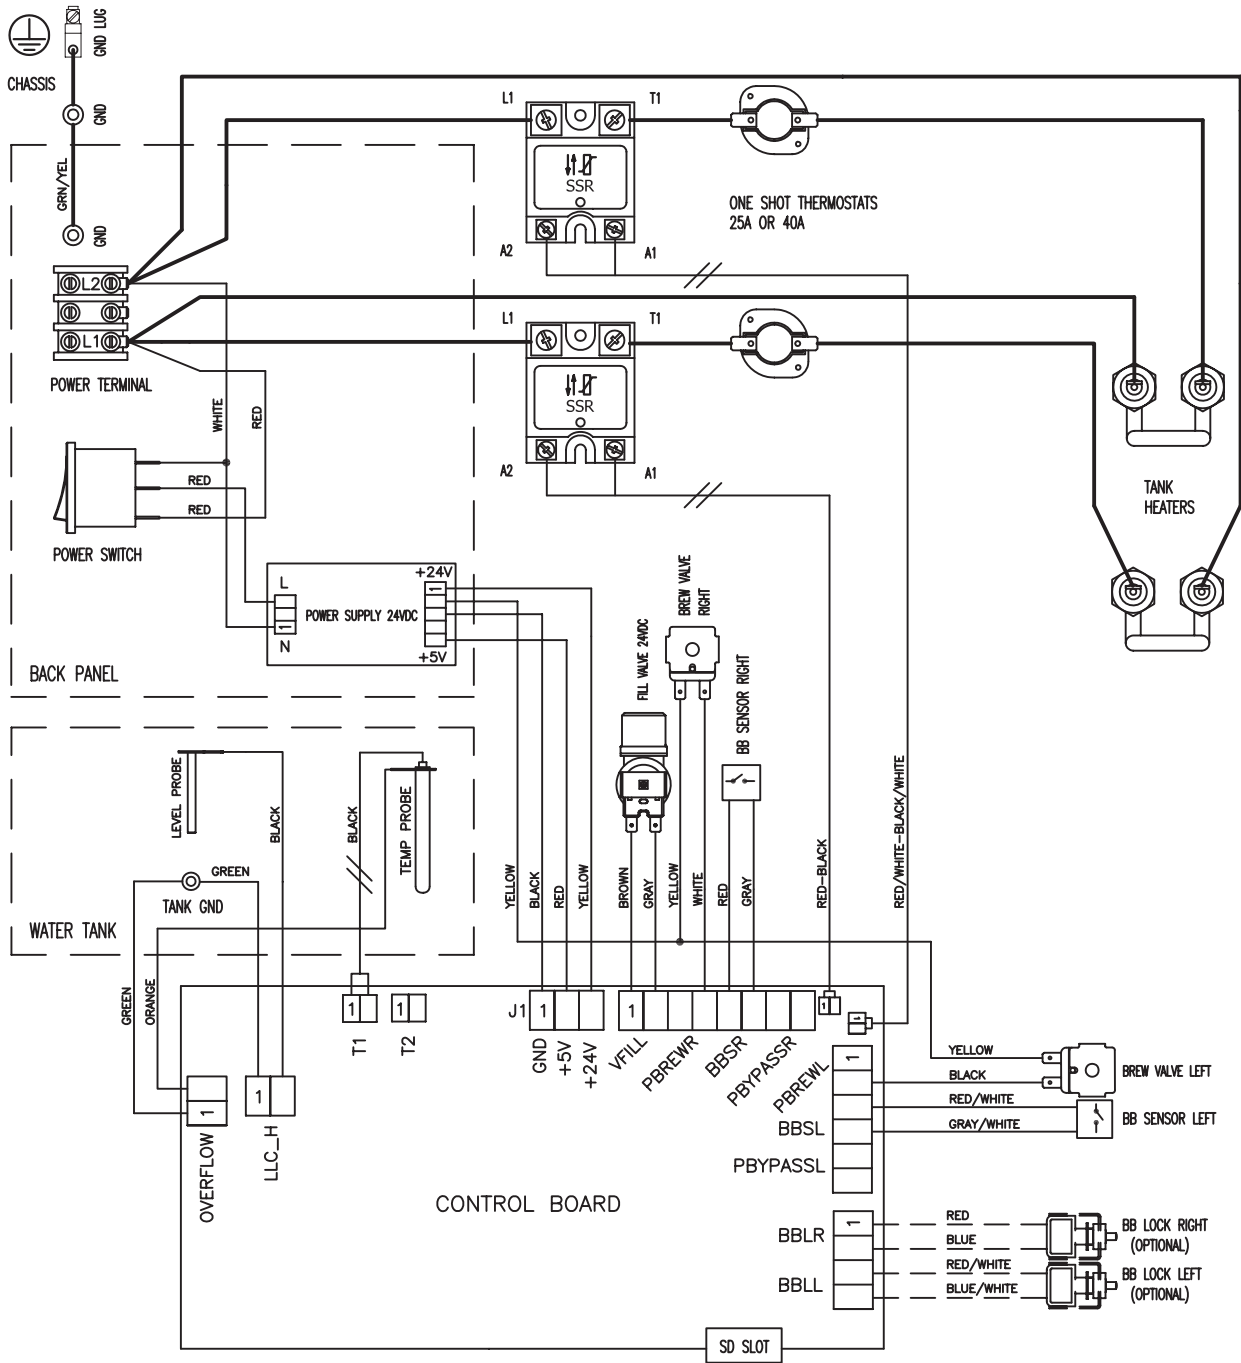 GND LUG
CHASSIS
GND
GRN/YEL
GND
L2
L1
POWER TERMINAL
WHITE
RED
RED
RED
POWER SWITCH
L
N
1
POWER SUPPLY 24VDC
+24V
1
+5V
BACK PANEL
L1
T1
SSR
A2
A1
ONE SHOT THERMOSTATS
25A OR 40A
L1
T1
SSR
A2
A1
TANK
HEATERS
LEVEL PROBE
BLACK
BLACK
TEMP PROBE
GREEN
TANK GND
WATER TANK
GREEN
ORANGE
YELLOW
BLACK
RED
YELLOW
FILL VALVE 24VDC
BREW VALVE
RIGHT
BB SENSOR RIGHT
BROWN
GRAY
YELLOW
WHITE
RED
GRAY
RED-BLACK
RED/WHITE-BLACK/WHITE
1
T1
1
T2
J1
1
GND
+5V
+24V
1
VFILL
PBREWR
BBSR
PBYPASSR
1
1
PBREWL
1
BBSL
PBYPASSL
1
OVERFLOW
1
LLC_H
CONTROL BOARD
YELLOW
BLACK
BREW VALVE LEFT
RED/WHITE
GRAY/WHITE
BB SENSOR LEFT
BBLR
1
BBLL
RED
BLUE
BB LOCK RIGHT
(OPTIONAL)
RED/WHITE
BLUE/WHITE
BB LOCK LEFT
(OPTIONAL)
SD SLOT